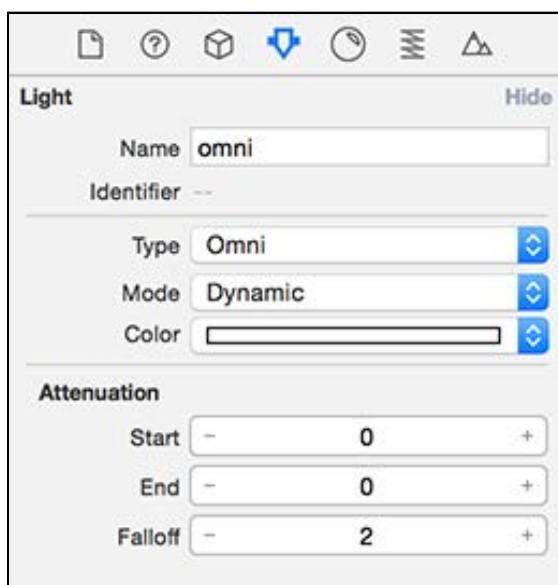 Light Hide
Name omni
Identifier --
Type Omni
Mode Dynamic
Color
Attenuation
Start - 0 +
End - 0 +
Falloff - 2 +